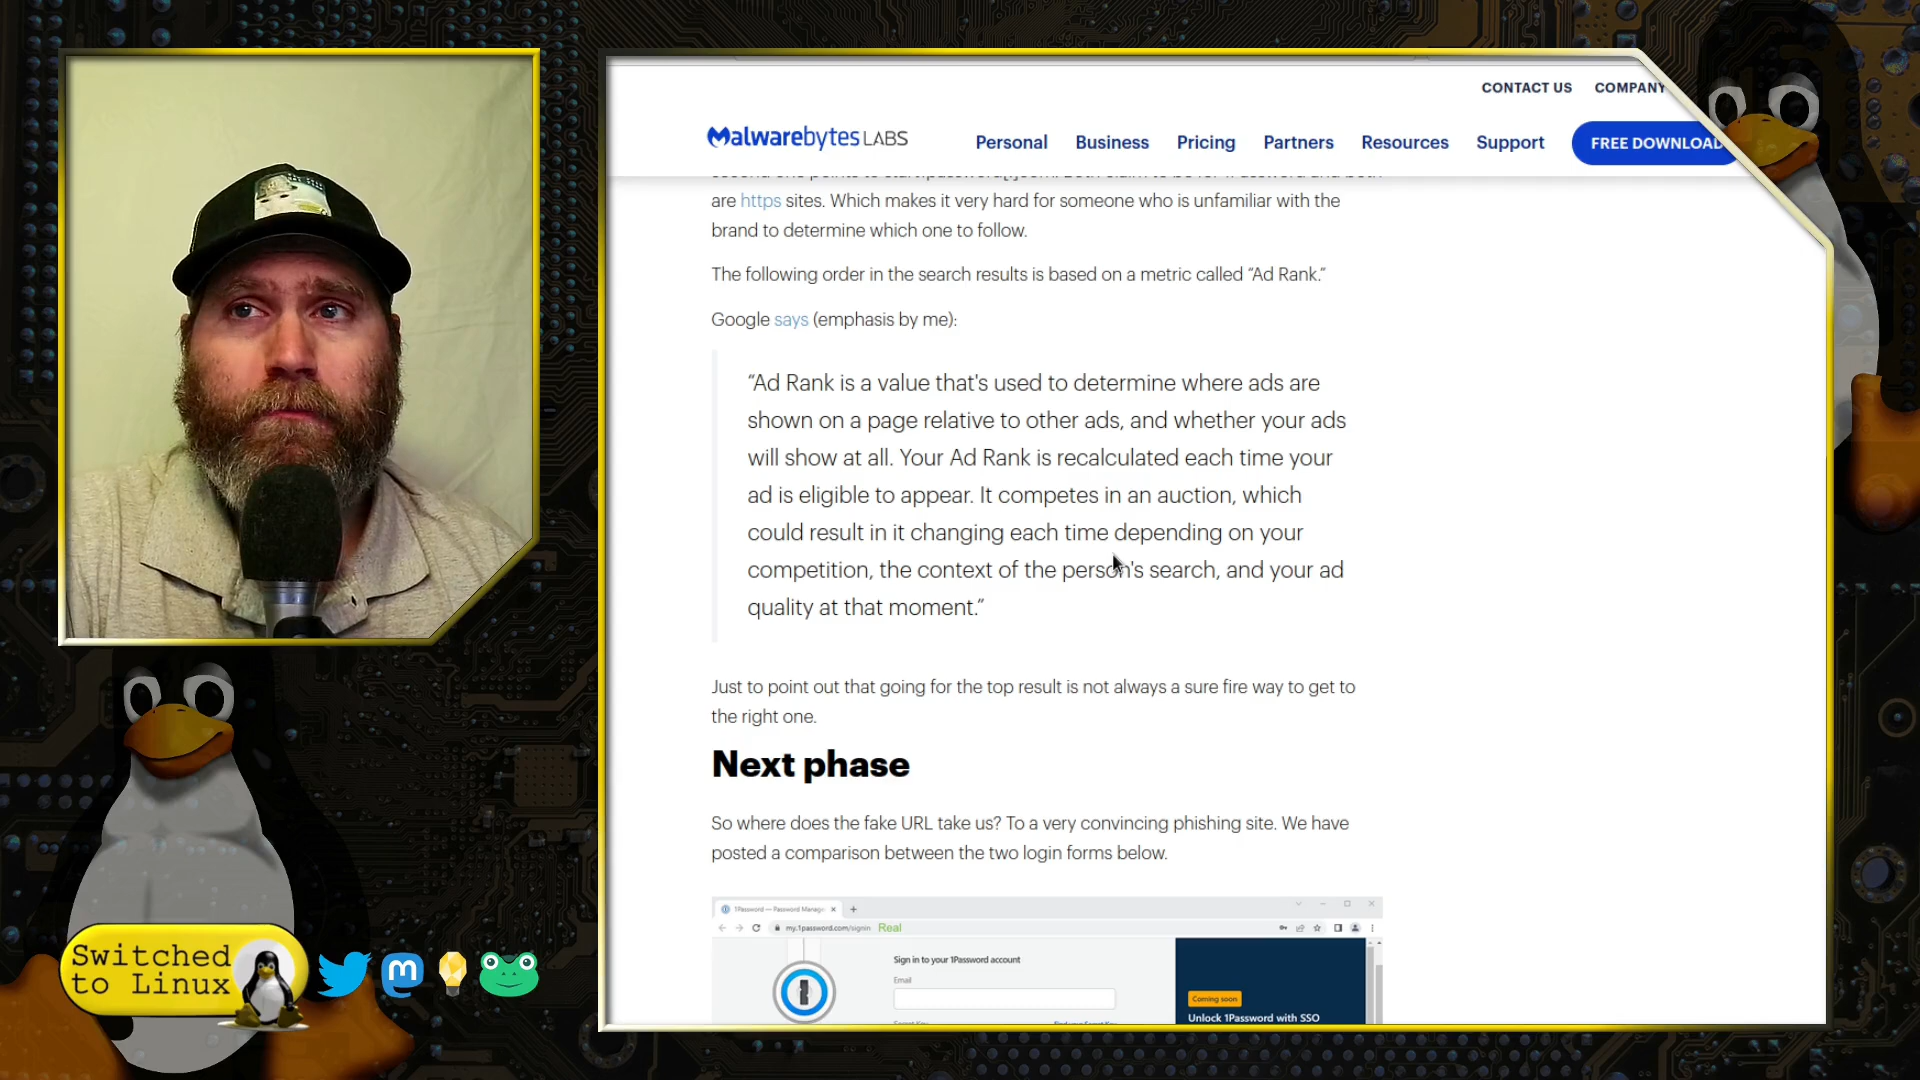 CONTACT US COMPANY
Malwarebytes LABS Personal Business Pricing Partners Resources Support FREE DOWNLOAD
are https sites. Which makes it very hard for someone who is unfamiliar with the
brand to determine which one to follow.
The following order in the search results is based on a metric called “Ad Rank.”
Google says (emphasis by me):
“Ad Rank is a value that's used to determine where ads are
shown on a page relative to other ads, and whether your ads
will show at all. Your Ad Rank is recalculated each time your
ad is eligible to appear. It competes in an auction, which
could result in it changing each time depending on your
competition, the context of the person's search, and your ad
quality at that moment.”
Just to point out that going for the top result is not always a sure fire way to get to
the right one.
Next phase
So where does the fake URL take us? To a very convincing phishing site. We have
posted a comparison between the two login forms below.
1Password — Password Manage
my.1password.com/signin Real
Sign in to your 1Password account
Email
Coming soon
Unlock 1Password with SSO
Switched
to Linux